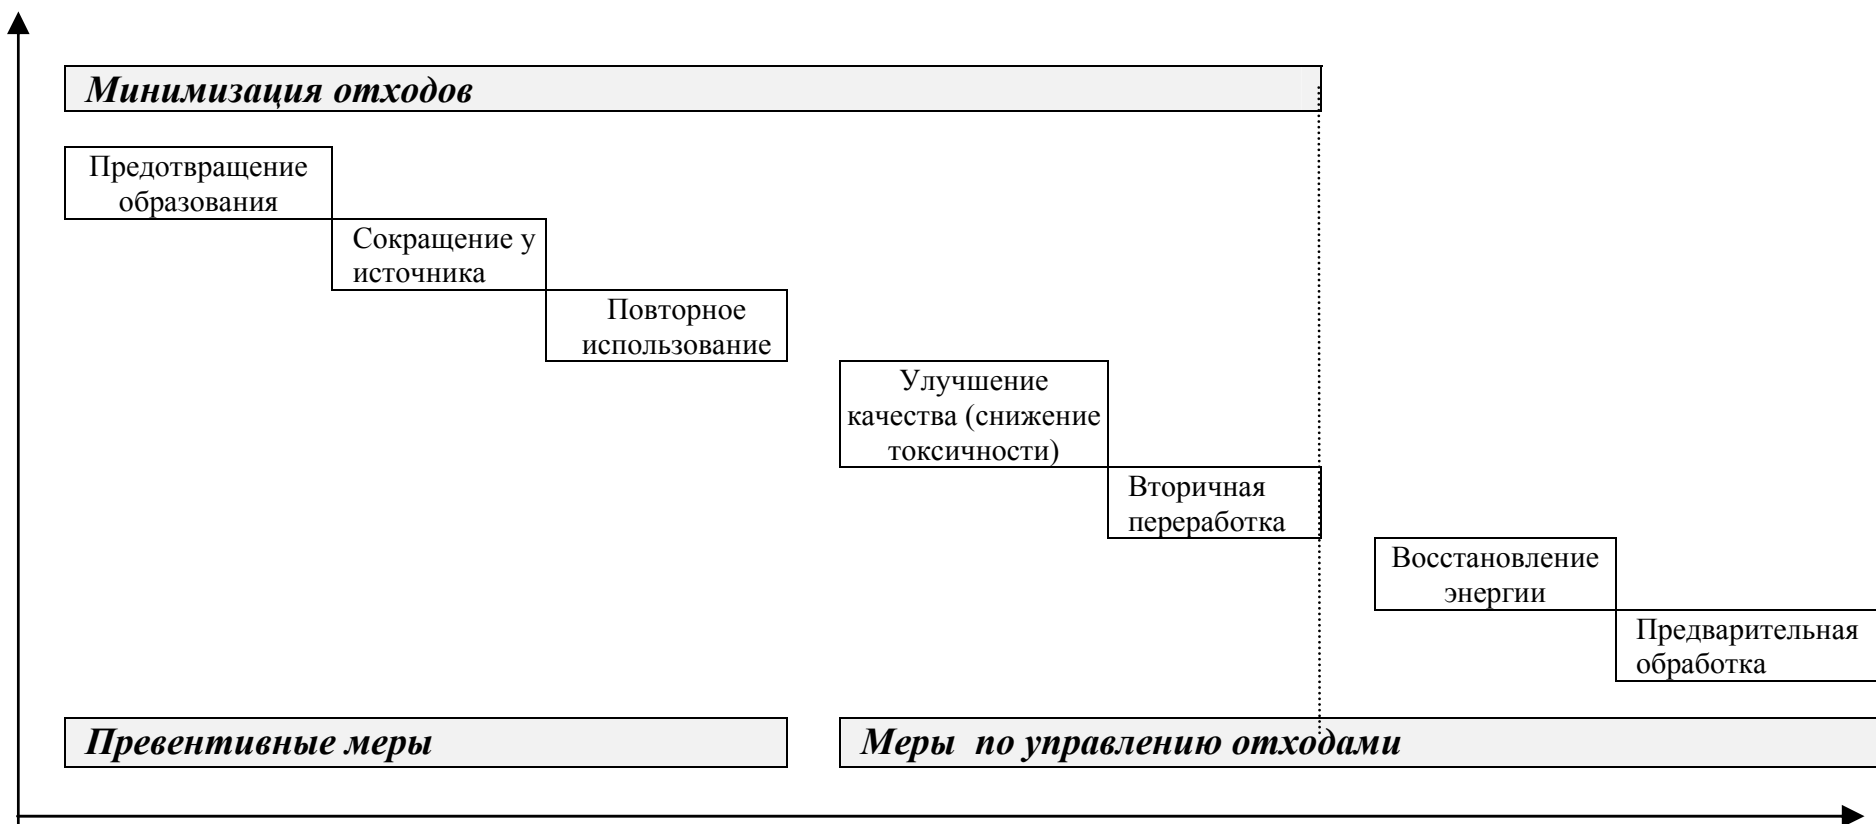 Минимизация отходов
Предотвращение
образования
Сокращение у
источника
Повторное
использование
Улучшение
качества (снижение
токсичности)
Вторичная
переработка
Восстановление
энергии
Предварительная
обработка
Превентивные меры
Меры по управлению отходами